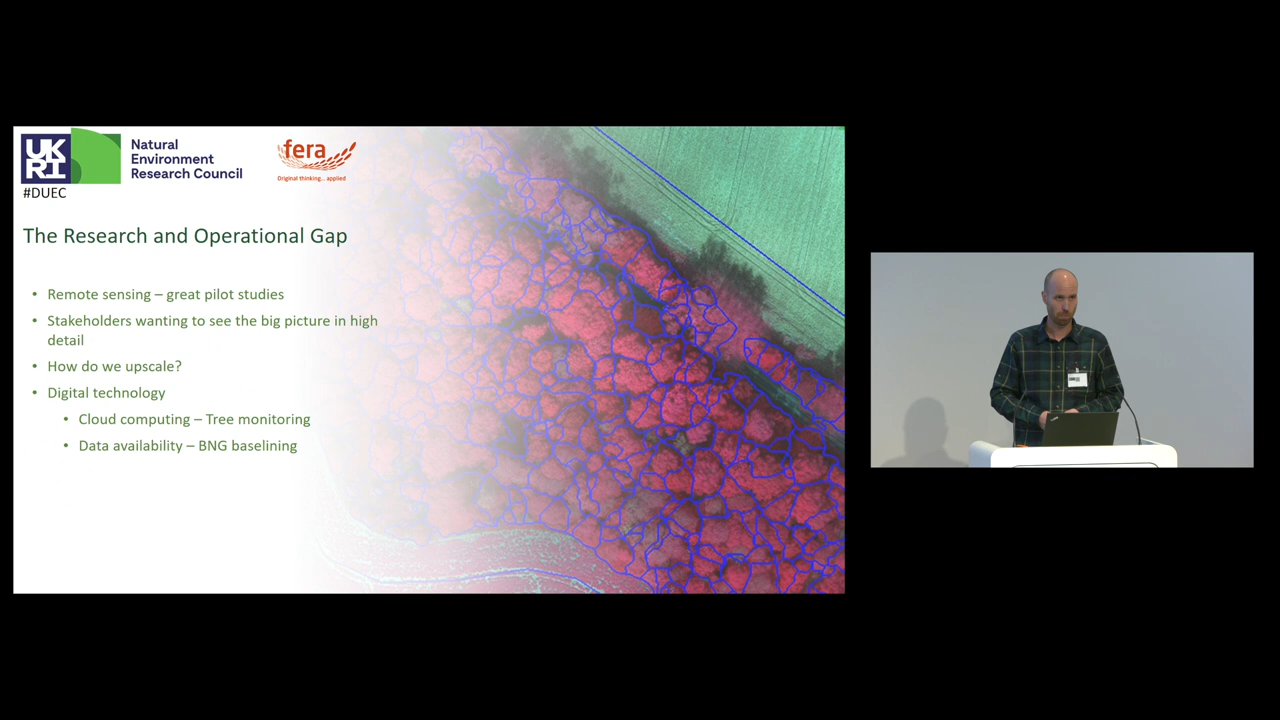 UK
RI
Natural
Environment
Research Council
fera
Original thinking... applied
#DUEC
The Research and Operational Gap
• Remote sensing – great pilot studies
• Stakeholders wanting to see the big picture in high
detail
• How do we upscale?
• Digital technology
• Cloud computing – Tree monitoring
• Data availability – BNG baselining